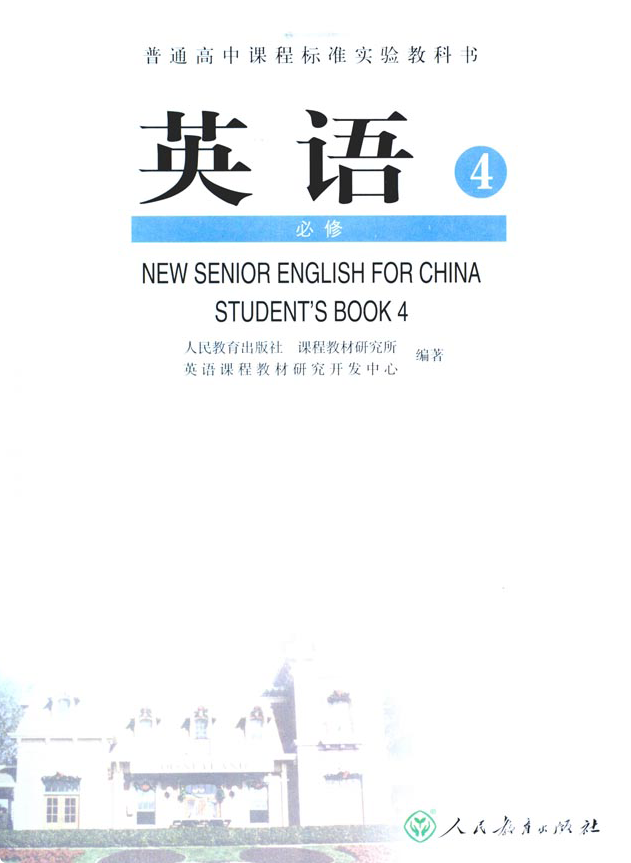 普通高中课程标准实验教科书
英语 4
必修
NEW SENIOR ENGLISH FOR CHINA
STUDENT'S BOOK 4
人民教育出版社 课程教材研究所
英语课程教材研究开发中心 编著
人民教育出版社